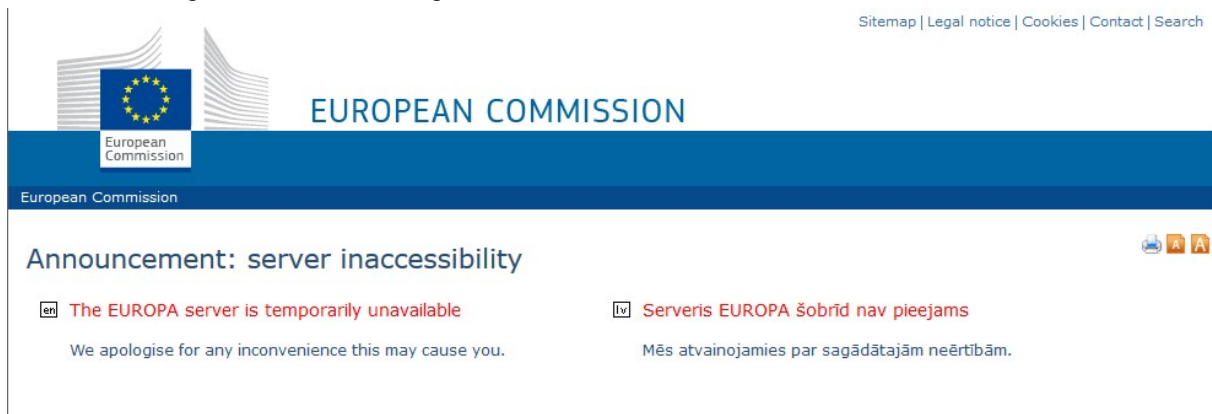 Sitemap | Legal notice | Cookies | Contact | Search
EUROPEAN COMMISSION
European
Commission
European Commission
Announcement: server inaccessibility
A A
en The EUROPA server is temporarily unavailable
We apologise for any inconvenience this may cause you.
lv Serveris EUROPA šobrīd nav pieejams
Mēs atvainojamies par sagādātajām neērtībām.